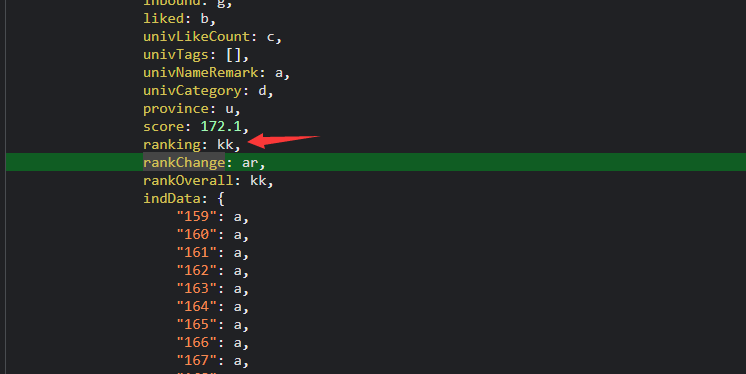 inbound: g,
liked: b,
univLikeCount: c,
univTags: [],
univNameRemark: a,
univCategory: d,
province: u,
score: 172.1,
ranking: kk,
rankChange: ar,
rankOverall: kk,
indData: {
"159": a,
"160": a,
"161": a,
"162": a,
"163": a,
"164": a,
"165": a,
"166": a,
"167": a,